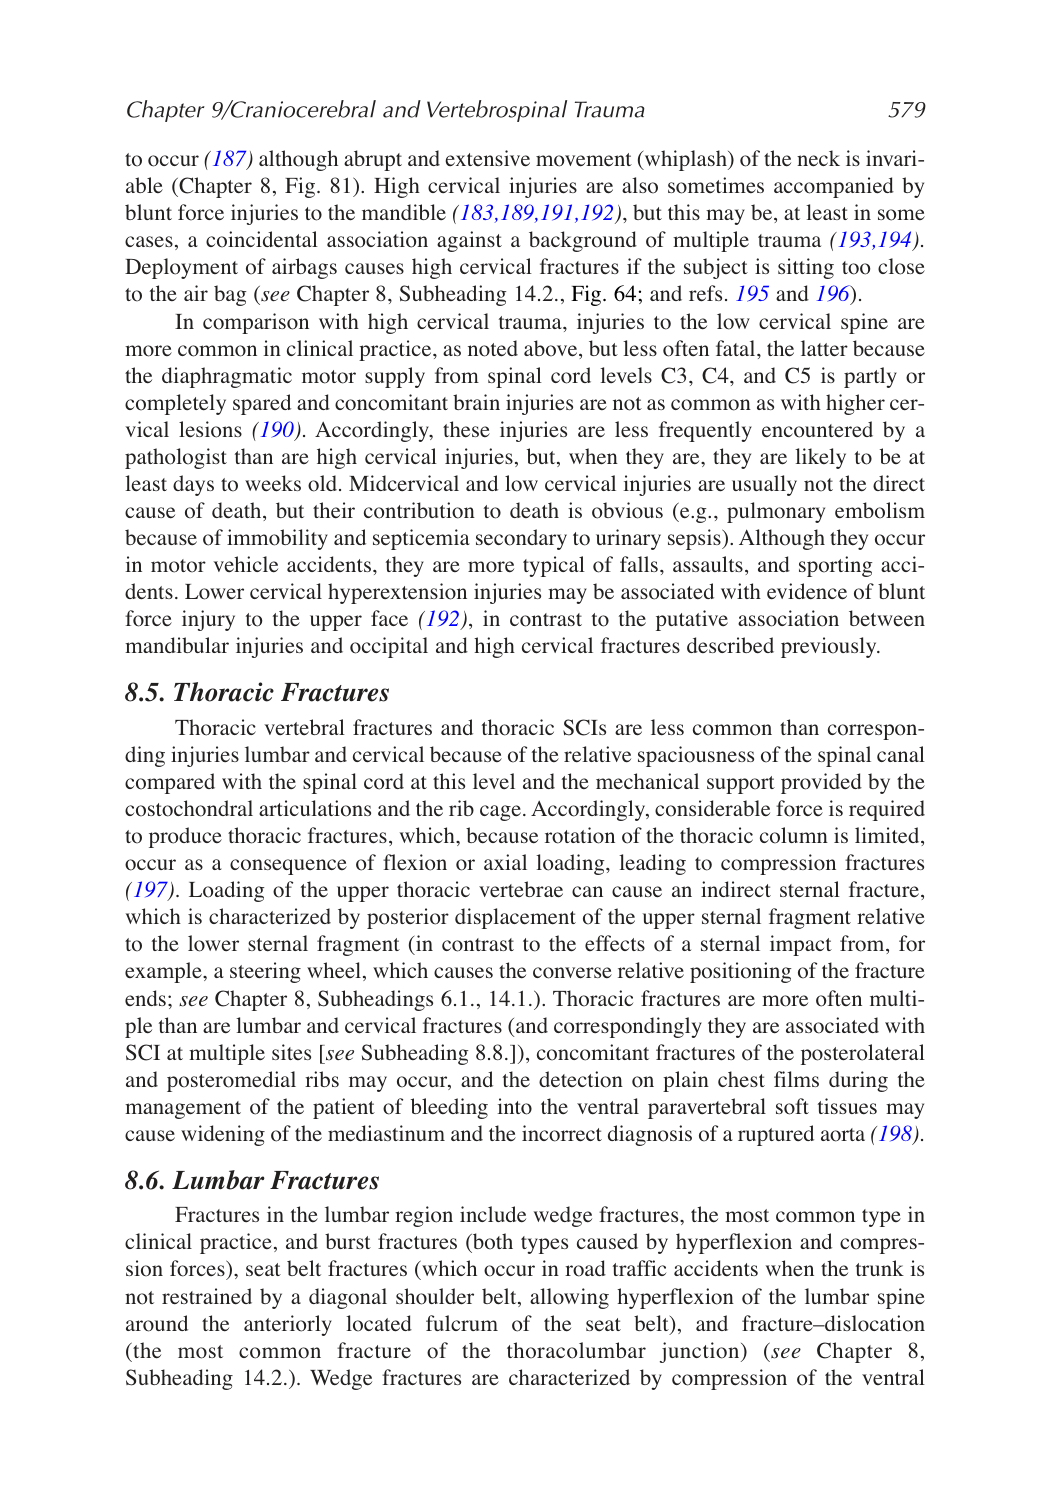 Chapter 9/Craniocerebral and Vertebrospinal Trauma 579
to occur (187) although abrupt and extensive movement (whiplash) of the neck is invari-
able (Chapter 8, Fig. 81). High cervical injuries are also sometimes accompanied by
blunt force injuries to the mandible (183,189,191,192), but this may be, at least in some
cases, a coincidental association against a background of multiple trauma (193,194).
Deployment of airbags causes high cervical fractures if the subject is sitting too close
to the air bag (see Chapter 8, Subheading 14.2., Fig. 64; and refs. 195 and 196).
In comparison with high cervical trauma, injuries to the low cervical spine are
more common in clinical practice, as noted above, but less often fatal, the latter because
the diaphragmatic motor supply from spinal cord levels C3, C4, and C5 is partly or
completely spared and concomitant brain injuries are not as common as with higher cer-
vical lesions (190). Accordingly, these injuries are less frequently encountered by a
pathologist than are high cervical injuries, but, when they are, they are likely to be at
least days to weeks old. Midcervical and low cervical injuries are usually not the direct
cause of death, but their contribution to death is obvious (e.g., pulmonary embolism
because of immobility and septicemia secondary to urinary sepsis). Although they occur
in motor vehicle accidents, they are more typical of falls, assaults, and sporting acci-
dents. Lower cervical hyperextension injuries may be associated with evidence of blunt
force injury to the upper face (192), in contrast to the putative association between
mandibular injuries and occipital and high cervical fractures described previously.
8.5. Thoracic Fractures
Thoracic vertebral fractures and thoracic SCIs are less common than correspon-
ding injuries lumbar and cervical because of the relative spaciousness of the spinal canal
compared with the spinal cord at this level and the mechanical support provided by the
costochondral articulations and the rib cage. Accordingly, considerable force is required
to produce thoracic fractures, which, because rotation of the thoracic column is limited,
occur as a consequence of flexion or axial loading, leading to compression fractures
(197). Loading of the upper thoracic vertebrae can cause an indirect sternal fracture,
which is characterized by posterior displacement of the upper sternal fragment relative
to the lower sternal fragment (in contrast to the effects of a sternal impact from, for
example, a steering wheel, which causes the converse relative positioning of the fracture
ends; see Chapter 8, Subheadings 6.1., 14.1.). Thoracic fractures are more often multi-
ple than are lumbar and cervical fractures (and correspondingly they are associated with
SCI at multiple sites [see Subheading 8.8.]), concomitant fractures of the posterolateral
and posteromedial ribs may occur, and the detection on plain chest films during the
management of the patient of bleeding into the ventral paravertebral soft tissues may
cause widening of the mediastinum and the incorrect diagnosis of a ruptured aorta (198).
8.6. Lumbar Fractures
Fractures in the lumbar region include wedge fractures, the most common type in
clinical practice, and burst fractures (both types caused by hyperflexion and compres-
sion forces), seat belt fractures (which occur in road traffic accidents when the trunk is
not restrained by a diagonal shoulder belt, allowing hyperflexion of the lumbar spine
around the anteriorly located fulcrum of the seat belt), and fracture–dislocation
(the most common fracture of the thoracolumbar junction) (see Chapter 8,
Subheading 14.2.). Wedge fractures are characterized by compression of the ventral